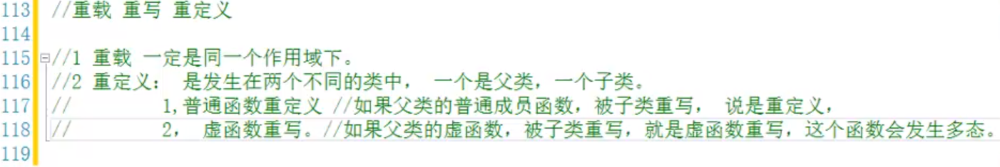 113 //重载 重写 重定义
114
115 //1 重载 一定是同一个作用域下。
116 //2 重定义： 是发生在两个不同的类中， 一个是父类，一个子类。
117 // 1,普通函数重定义 //如果父类的普通成员函数，被子类重写， 说是重定义，
118 // 2， 虚函数重写。//如果父类的虚函数，被子类重写，就是虚函数重写，这个函数会发生多态。
119